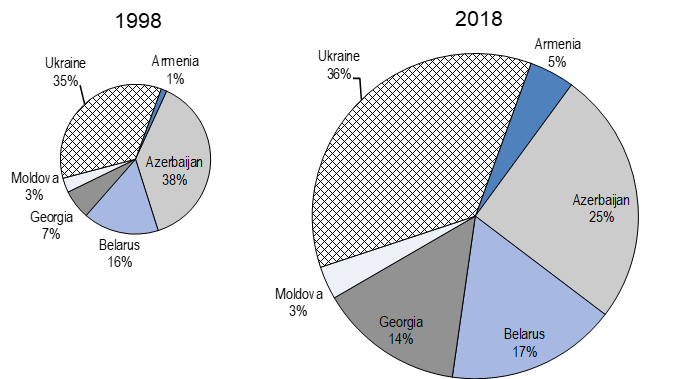 1998
Ukraine
35%
Armenia
1%
Azerbaijan
38%
Moldova
3%
Georgia
7%
Belarus
16%
2018
Ukraine
36%
Armenia
5%
Azerbaijan
25%
Moldova
3%
Georgia
14%
Belarus
17%